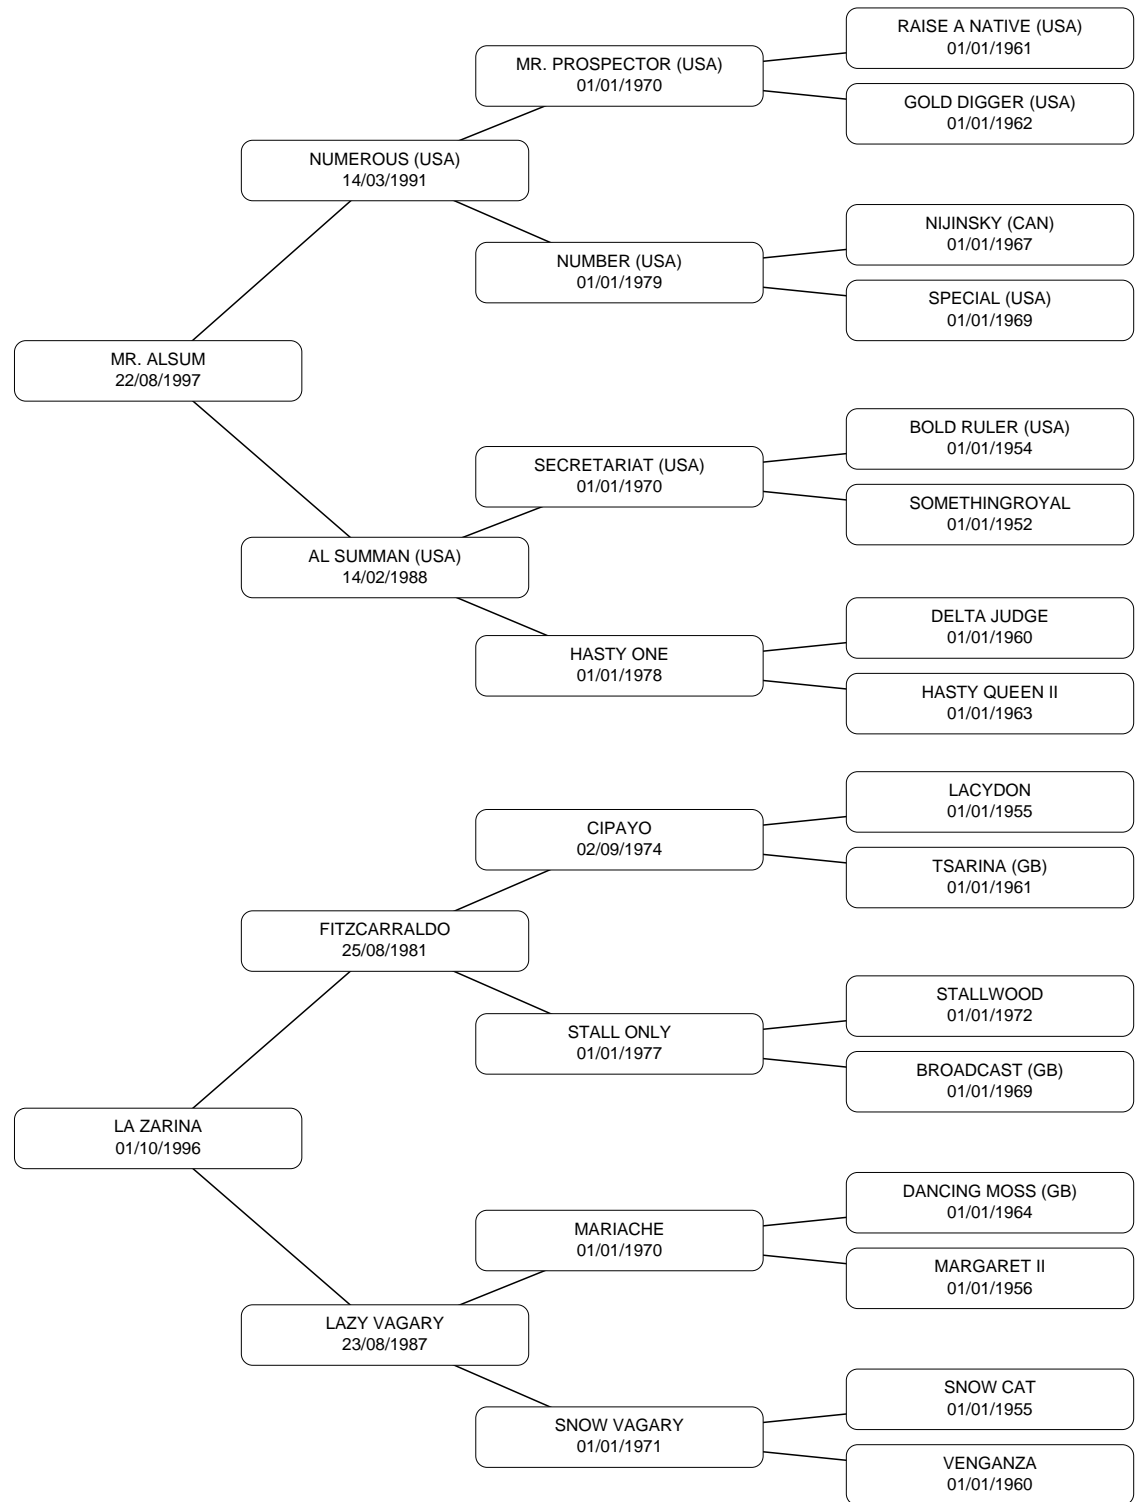 RAISE A NATIVE (USA)
01/01/1961
MR. PROSPECTOR (USA)
01/01/1970
GOLD DIGGER (USA)
01/01/1962
NUMEROUS (USA)
14/03/1991
NIJINSKY (CAN)
01/01/1967
NUMBER (USA)
01/01/1979
SPECIAL (USA)
01/01/1969
MR. ALSUM
22/08/1997
BOLD RULER (USA)
01/01/1954
SECRETARIAT (USA)
01/01/1970
SOMETHINGROYAL
01/01/1952
AL SUMMAN (USA)
14/02/1988
DELTA JUDGE
01/01/1960
HASTY ONE
01/01/1978
HASTY QUEEN II
01/01/1963
LACYDON
01/01/1955
CIPAYO
02/09/1974
TSARINA (GB)
01/01/1961
FITZCARRALDO
25/08/1981
STALLWOOD
01/01/1972
STALL ONLY
01/01/1977
BROADCAST (GB)
01/01/1969
LA ZARINA
01/10/1996
DANCING MOSS (GB)
01/01/1964
MARIACHE
01/01/1970
MARGARET II
01/01/1956
LAZY VAGARY
23/08/1987
SNOW CAT
01/01/1955
SNOW VAGARY
01/01/1971
VENGANZA
01/01/1960